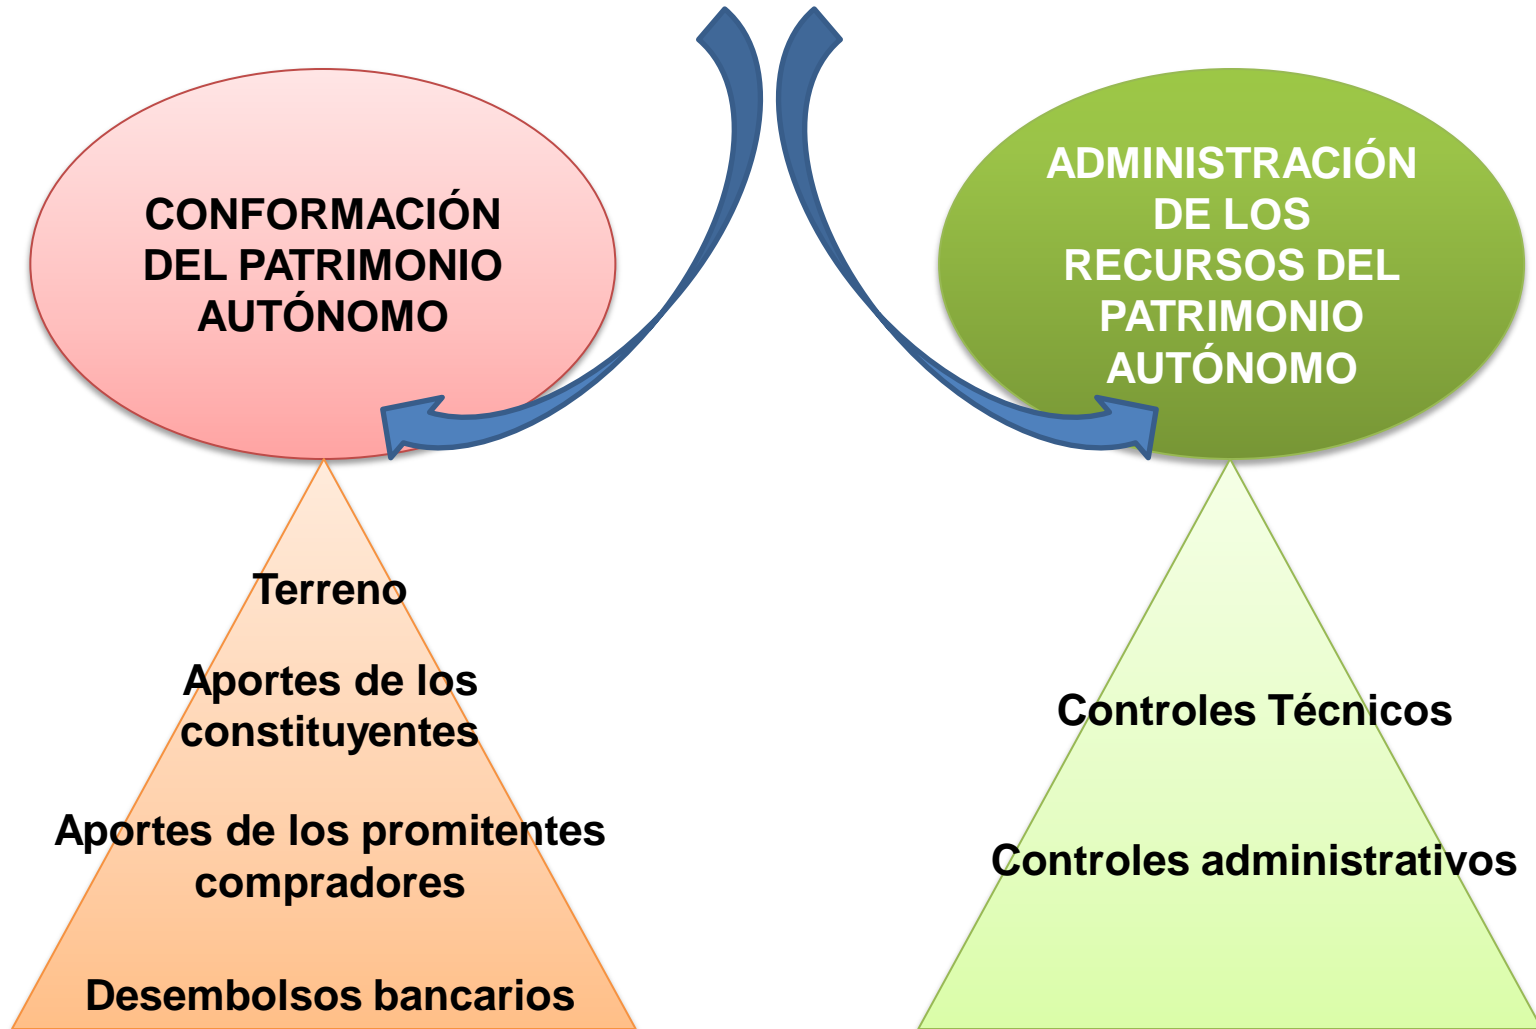 CONFORMACIÓN
DEL PATRIMONIO
AUTÓNOMO
Terreno
Aportes de los
constituyentes
Aportes de los promitentes
compradores
Desembolsos bancarios
ADMINISTRACIÓN
DE LOS
RECURSOS DEL
PATRIMONIO
AUTÓNOMO
Controles Técnicos
Controles administrativos